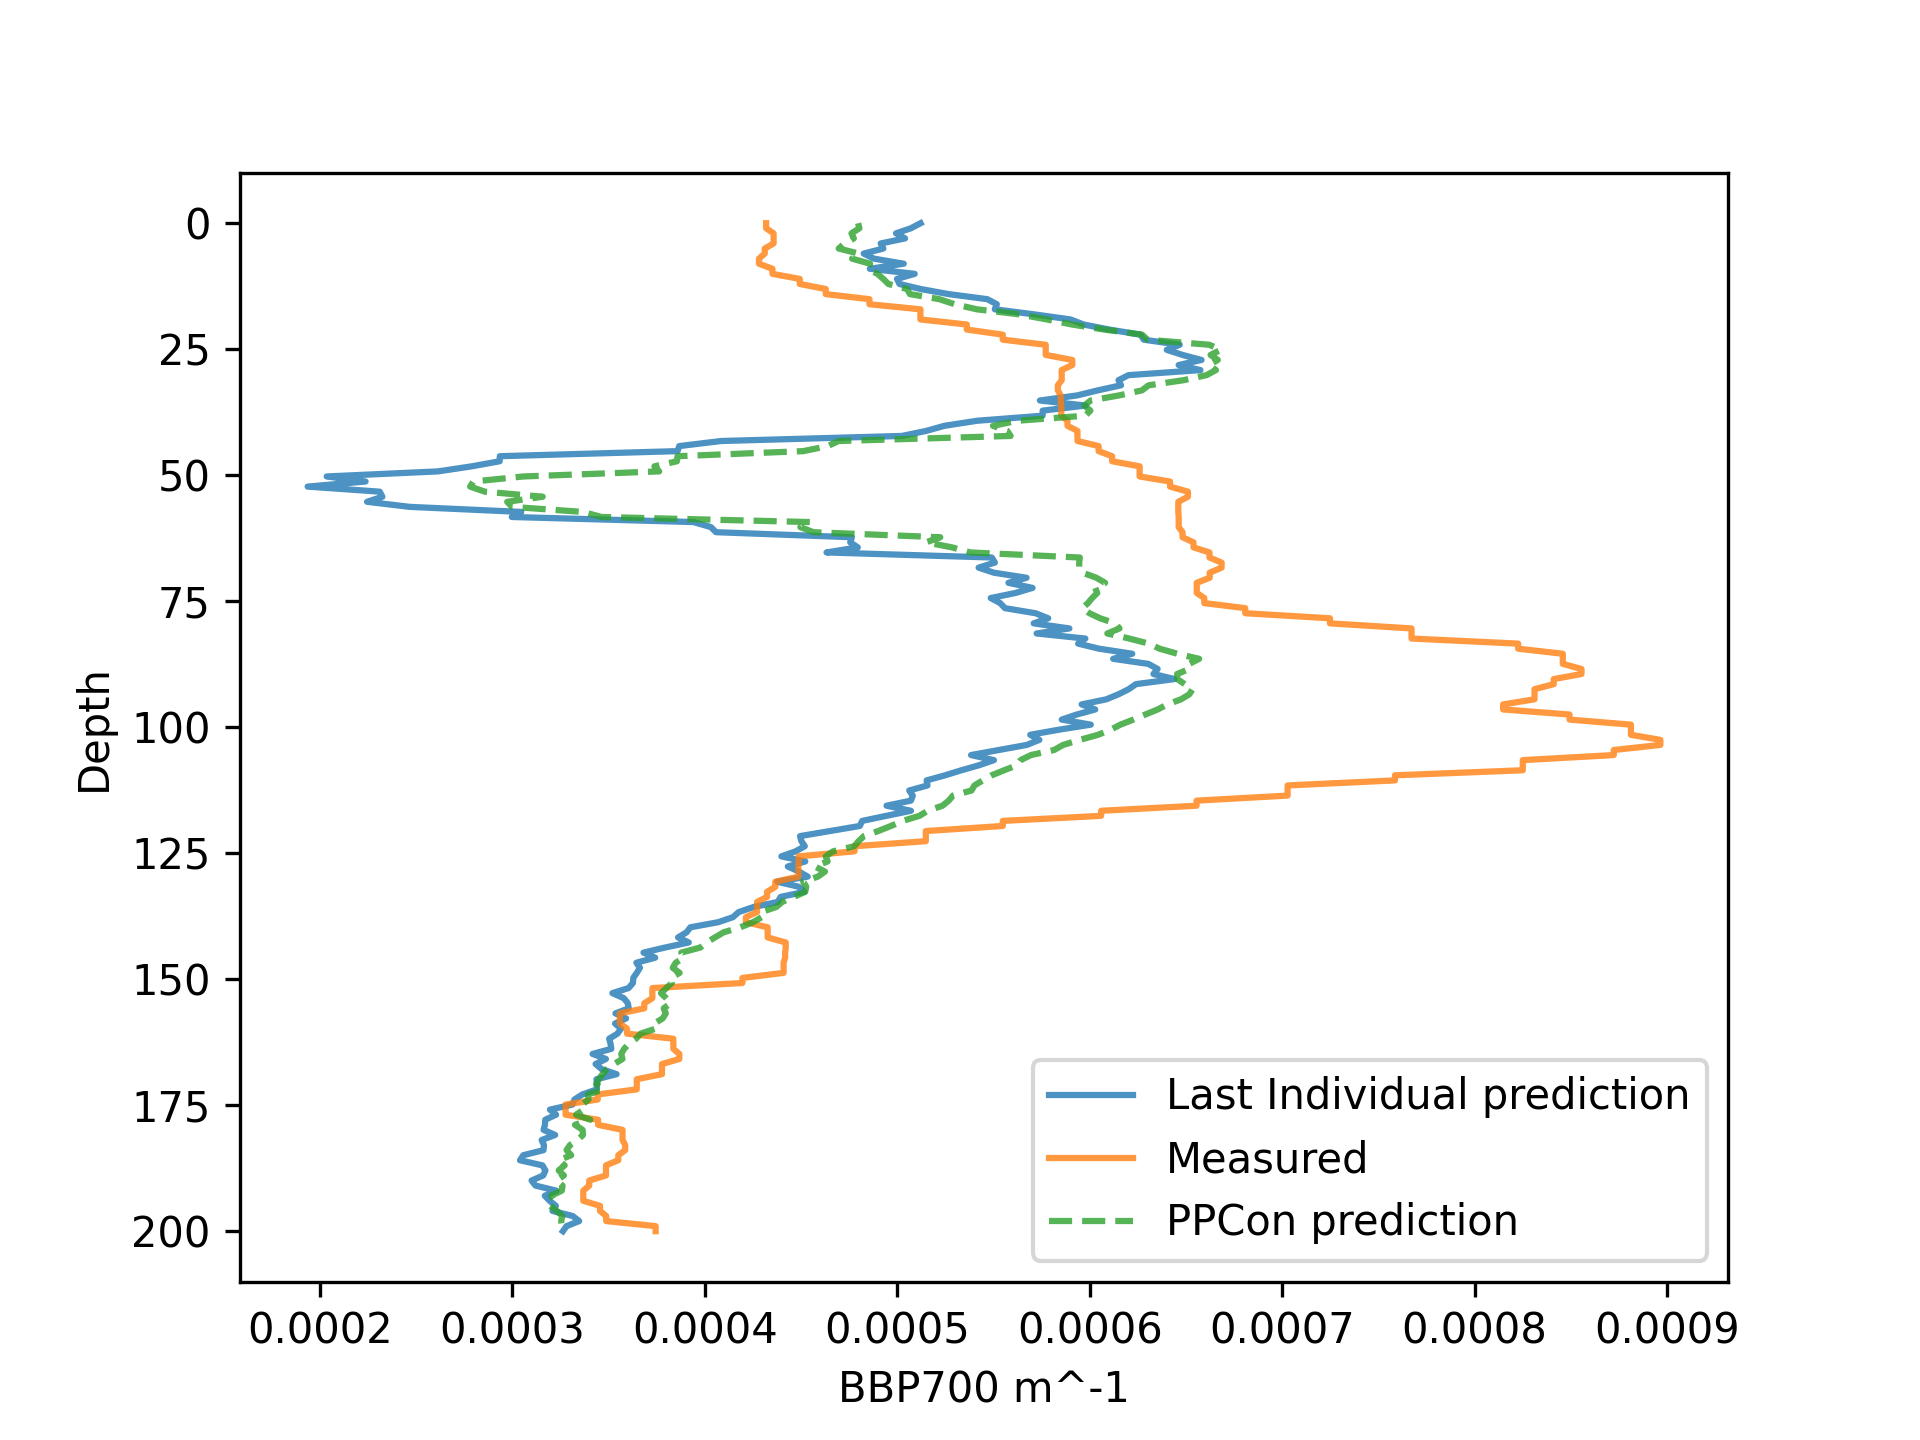 0
25
50
75
100
125
150
175
200
Depth
0.0002 0.0003 0.0004 0.0005 0.0006 0.0007 0.0008 0.0009
BBP700 m^-1
Last Individual prediction
Measured
PPCon prediction